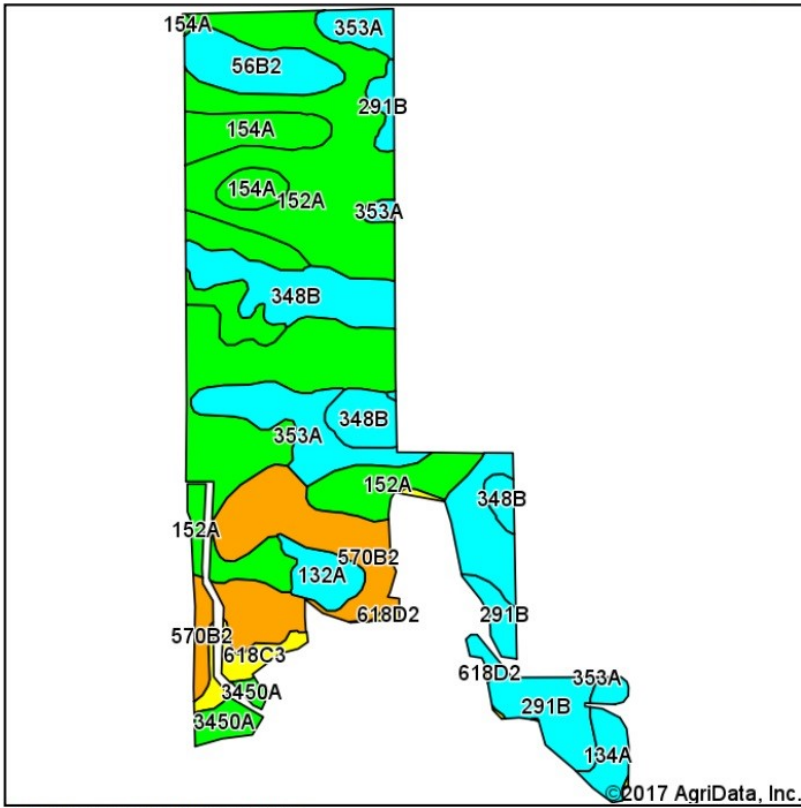 154A
353A
56B2
291B
154A
154A
152A
353A
348B
348B
353A
152A
348B
152A
570B2
132A
618D2
291B
570B2
618C3
618D2
353A
3450A
291B
3450A
134A
©2017 AgriData, Inc.